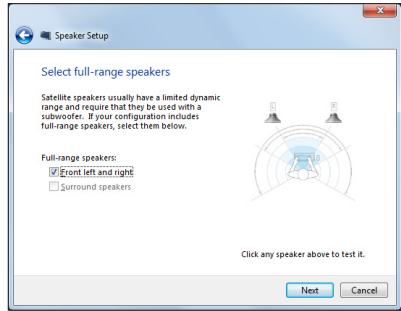 Speaker Setup
Select full-range speakers
Satellite speakers usually have a limited dynamic
range and require that they be used with a
subwoofer. If your configuration includes
full-range speakers, select them below.
L
R
Full-range speakers:
Front left and right
Surround speakers
Click any speaker above to test it.
Next
Cancel